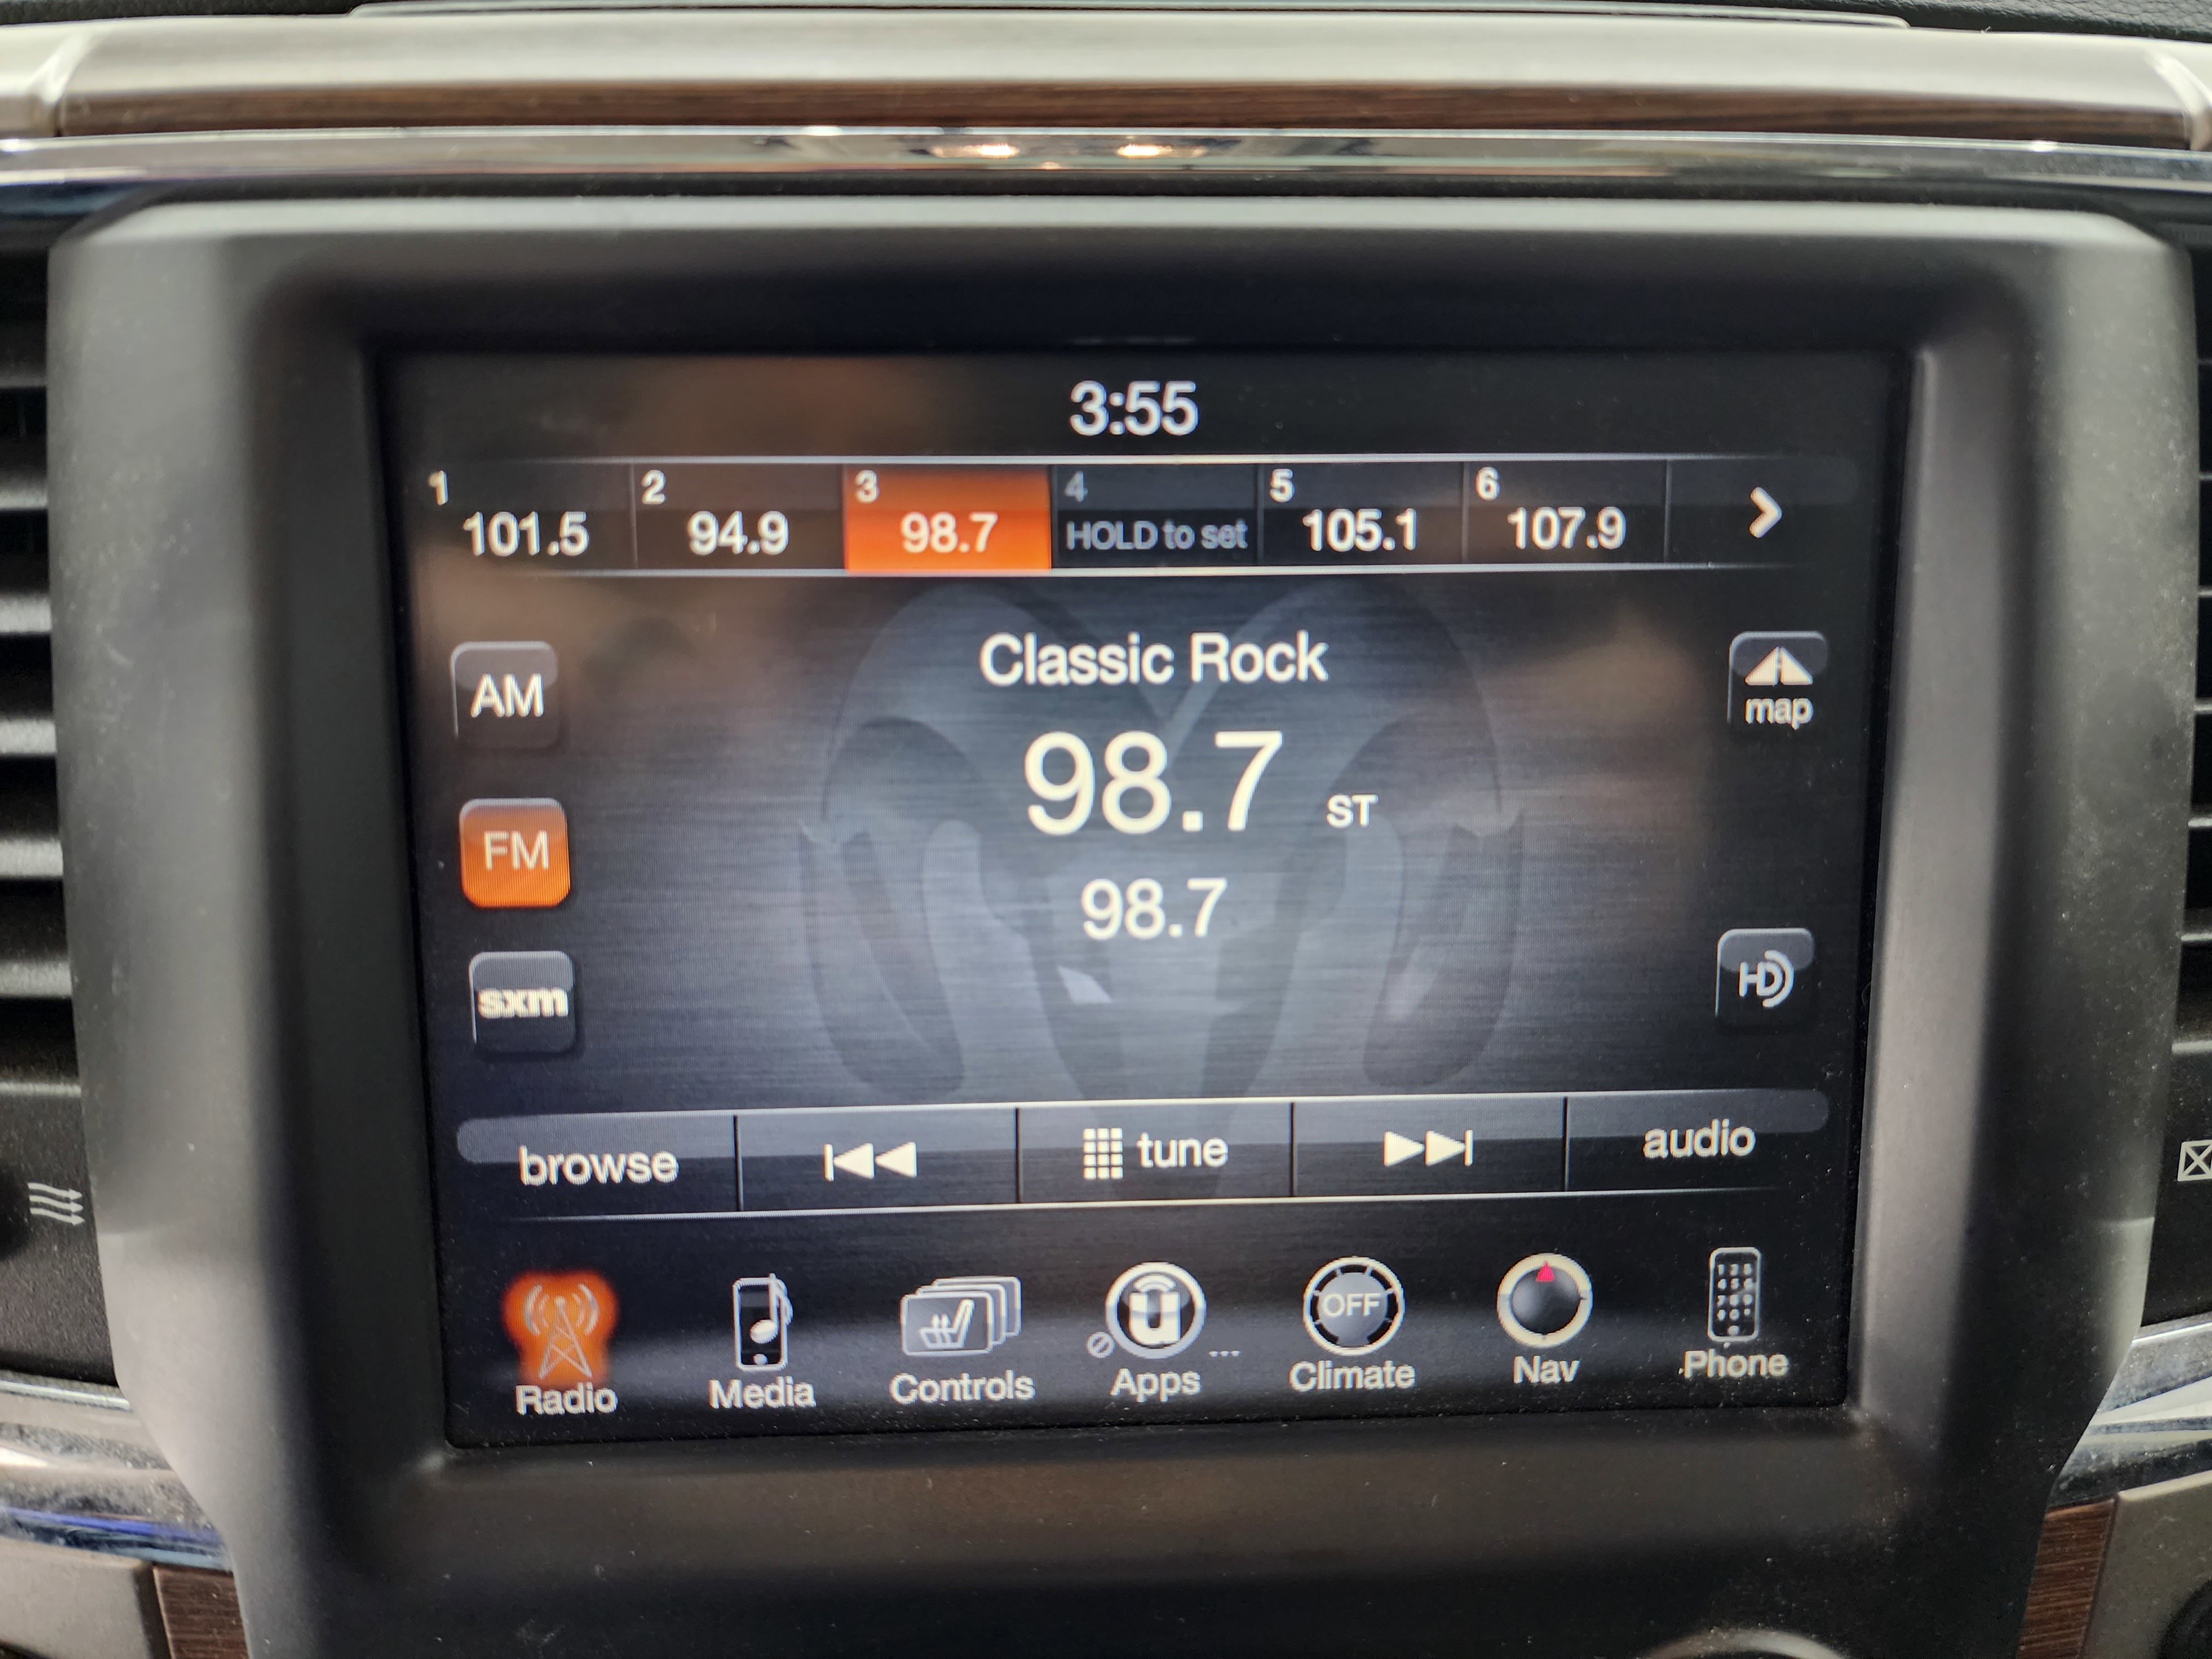 3:55
1 2 3 4 5 6
101.5 94.9 98.7 HOLD to set 105.1 107.9
Classic Rock
AM
map
98.7 ST
FM
98.7
HD
sxm
browse tune audio
OFF
Radio Media Controls Apps Climate Nav Phone